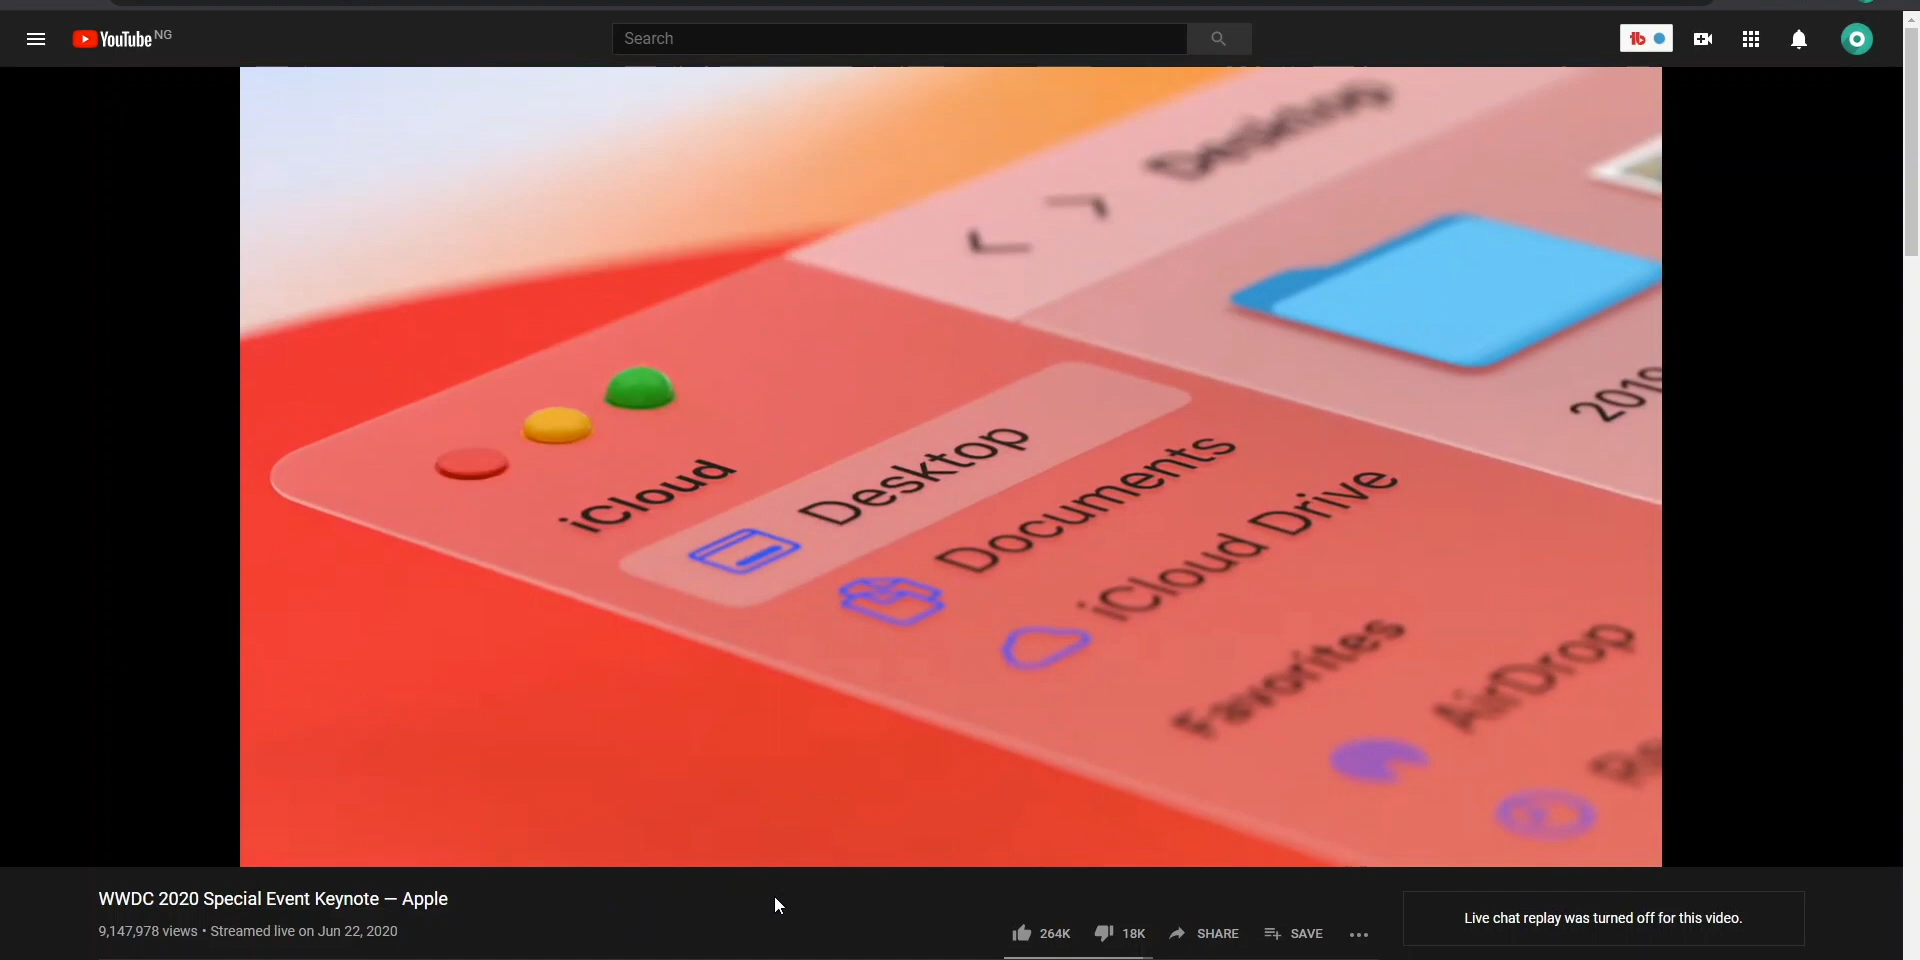 YouTube NG
Search
Desktop
2019
iCloud
Desktop
Documents
iCloud Drive
Favorites
AirDrop
WWDC 2020 Special Event Keynote — Apple
9,147,978 views • Streamed live on Jun 22, 2020
264K
18K
SHARE
SAVE
Live chat replay was turned off for this video.